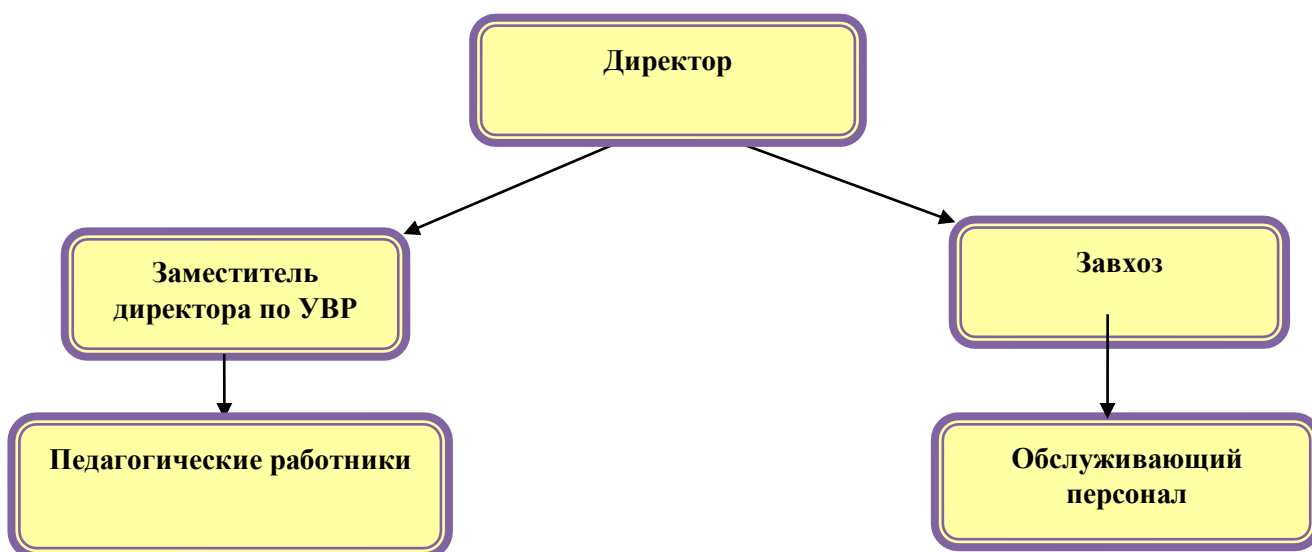 Директор
Заместитель
директора по УВР
Завхоз
Педагогические работники
Обслуживающий
персонал